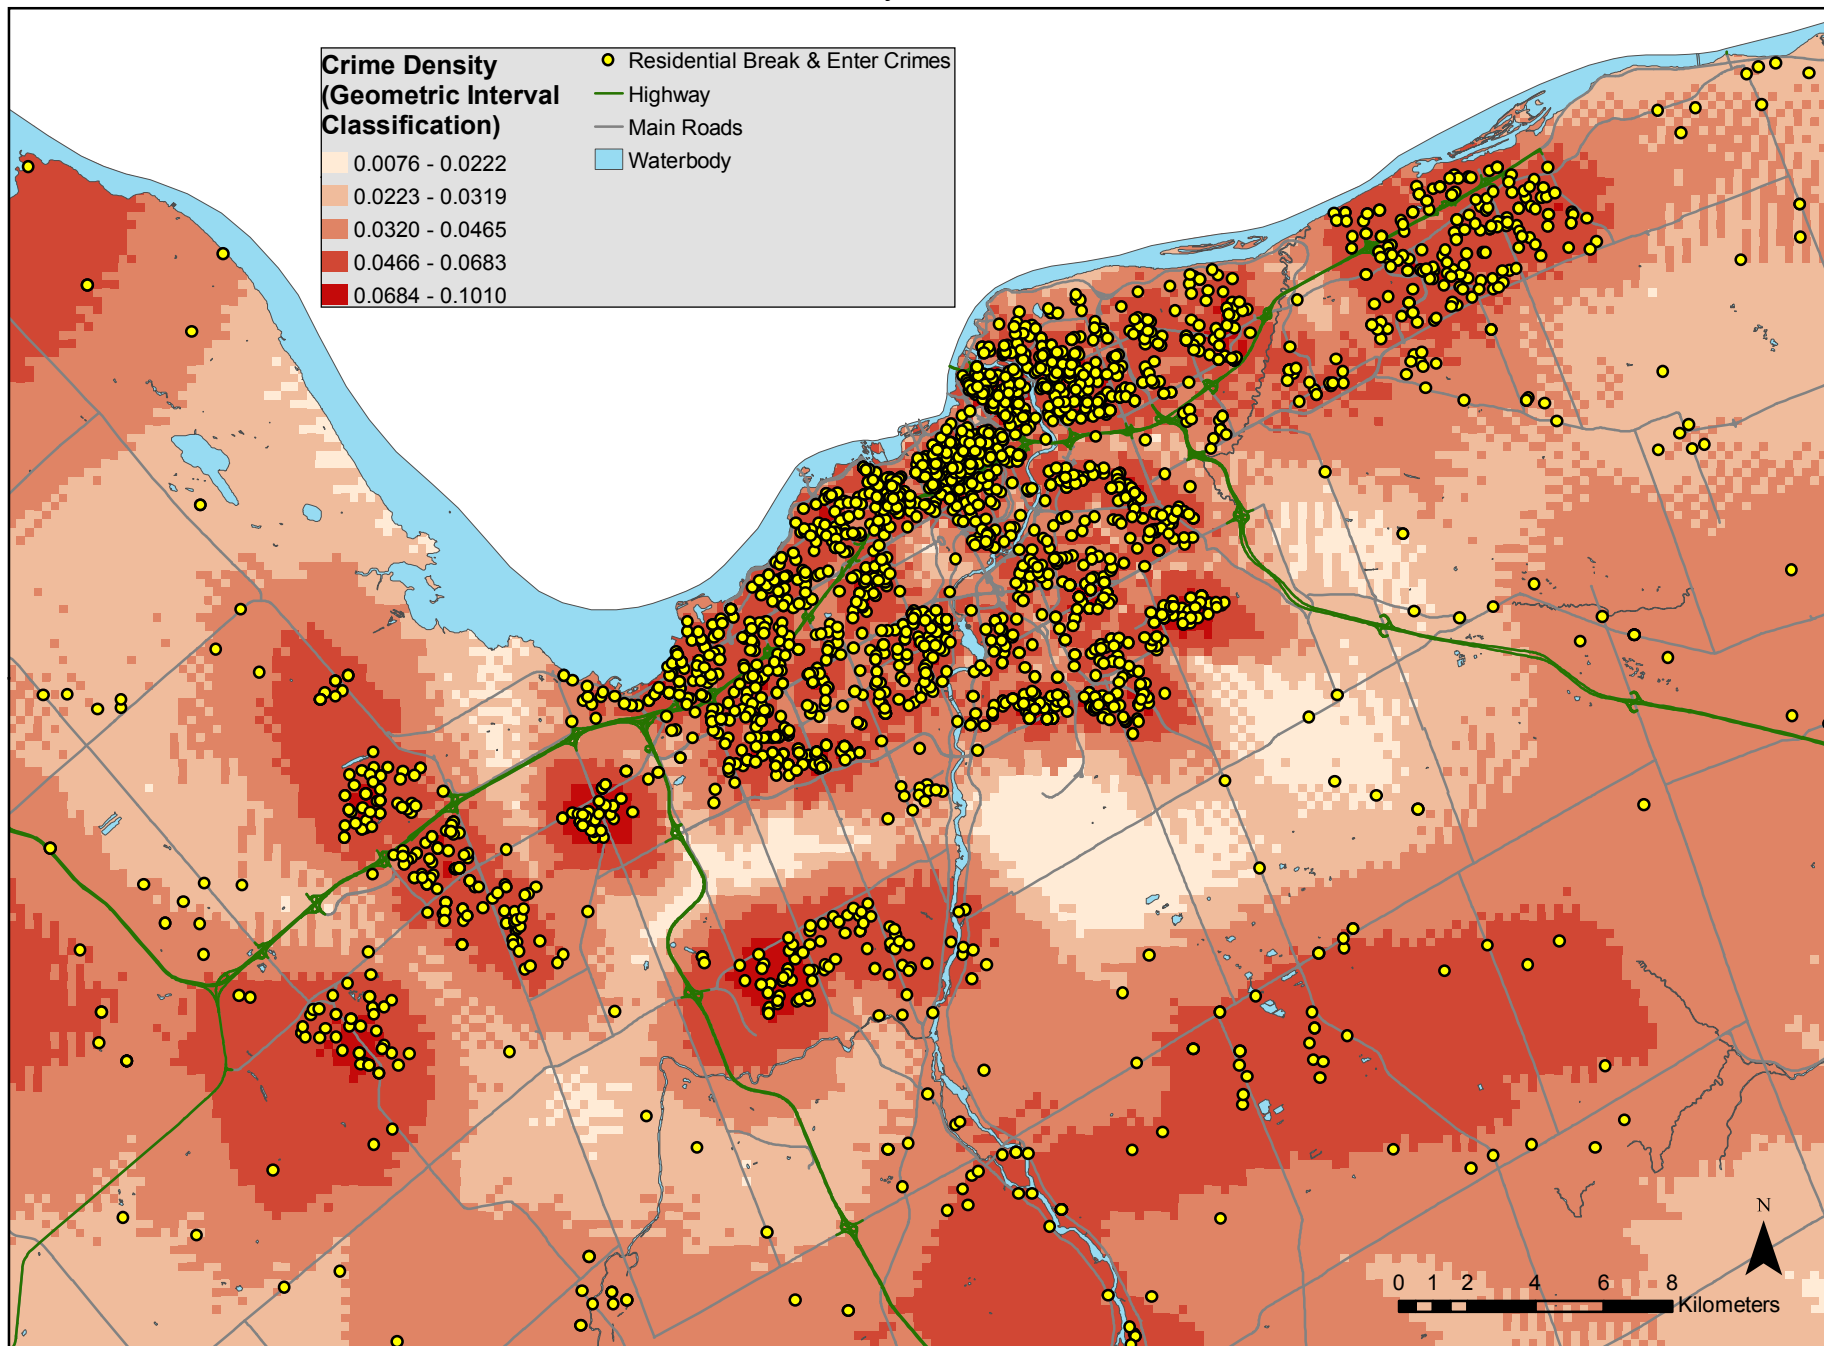 Crime Density
(Geometric Interval
Classification)
0.0076 - 0.0222
0.0223 - 0.0319
0.0320 - 0.0465
0.0466 - 0.0683
0.0684 - 0.1010
Residential Break & Enter Crimes
Highway
Main Roads
Waterbody
N
0 1 2 4 6 8
Kilometers